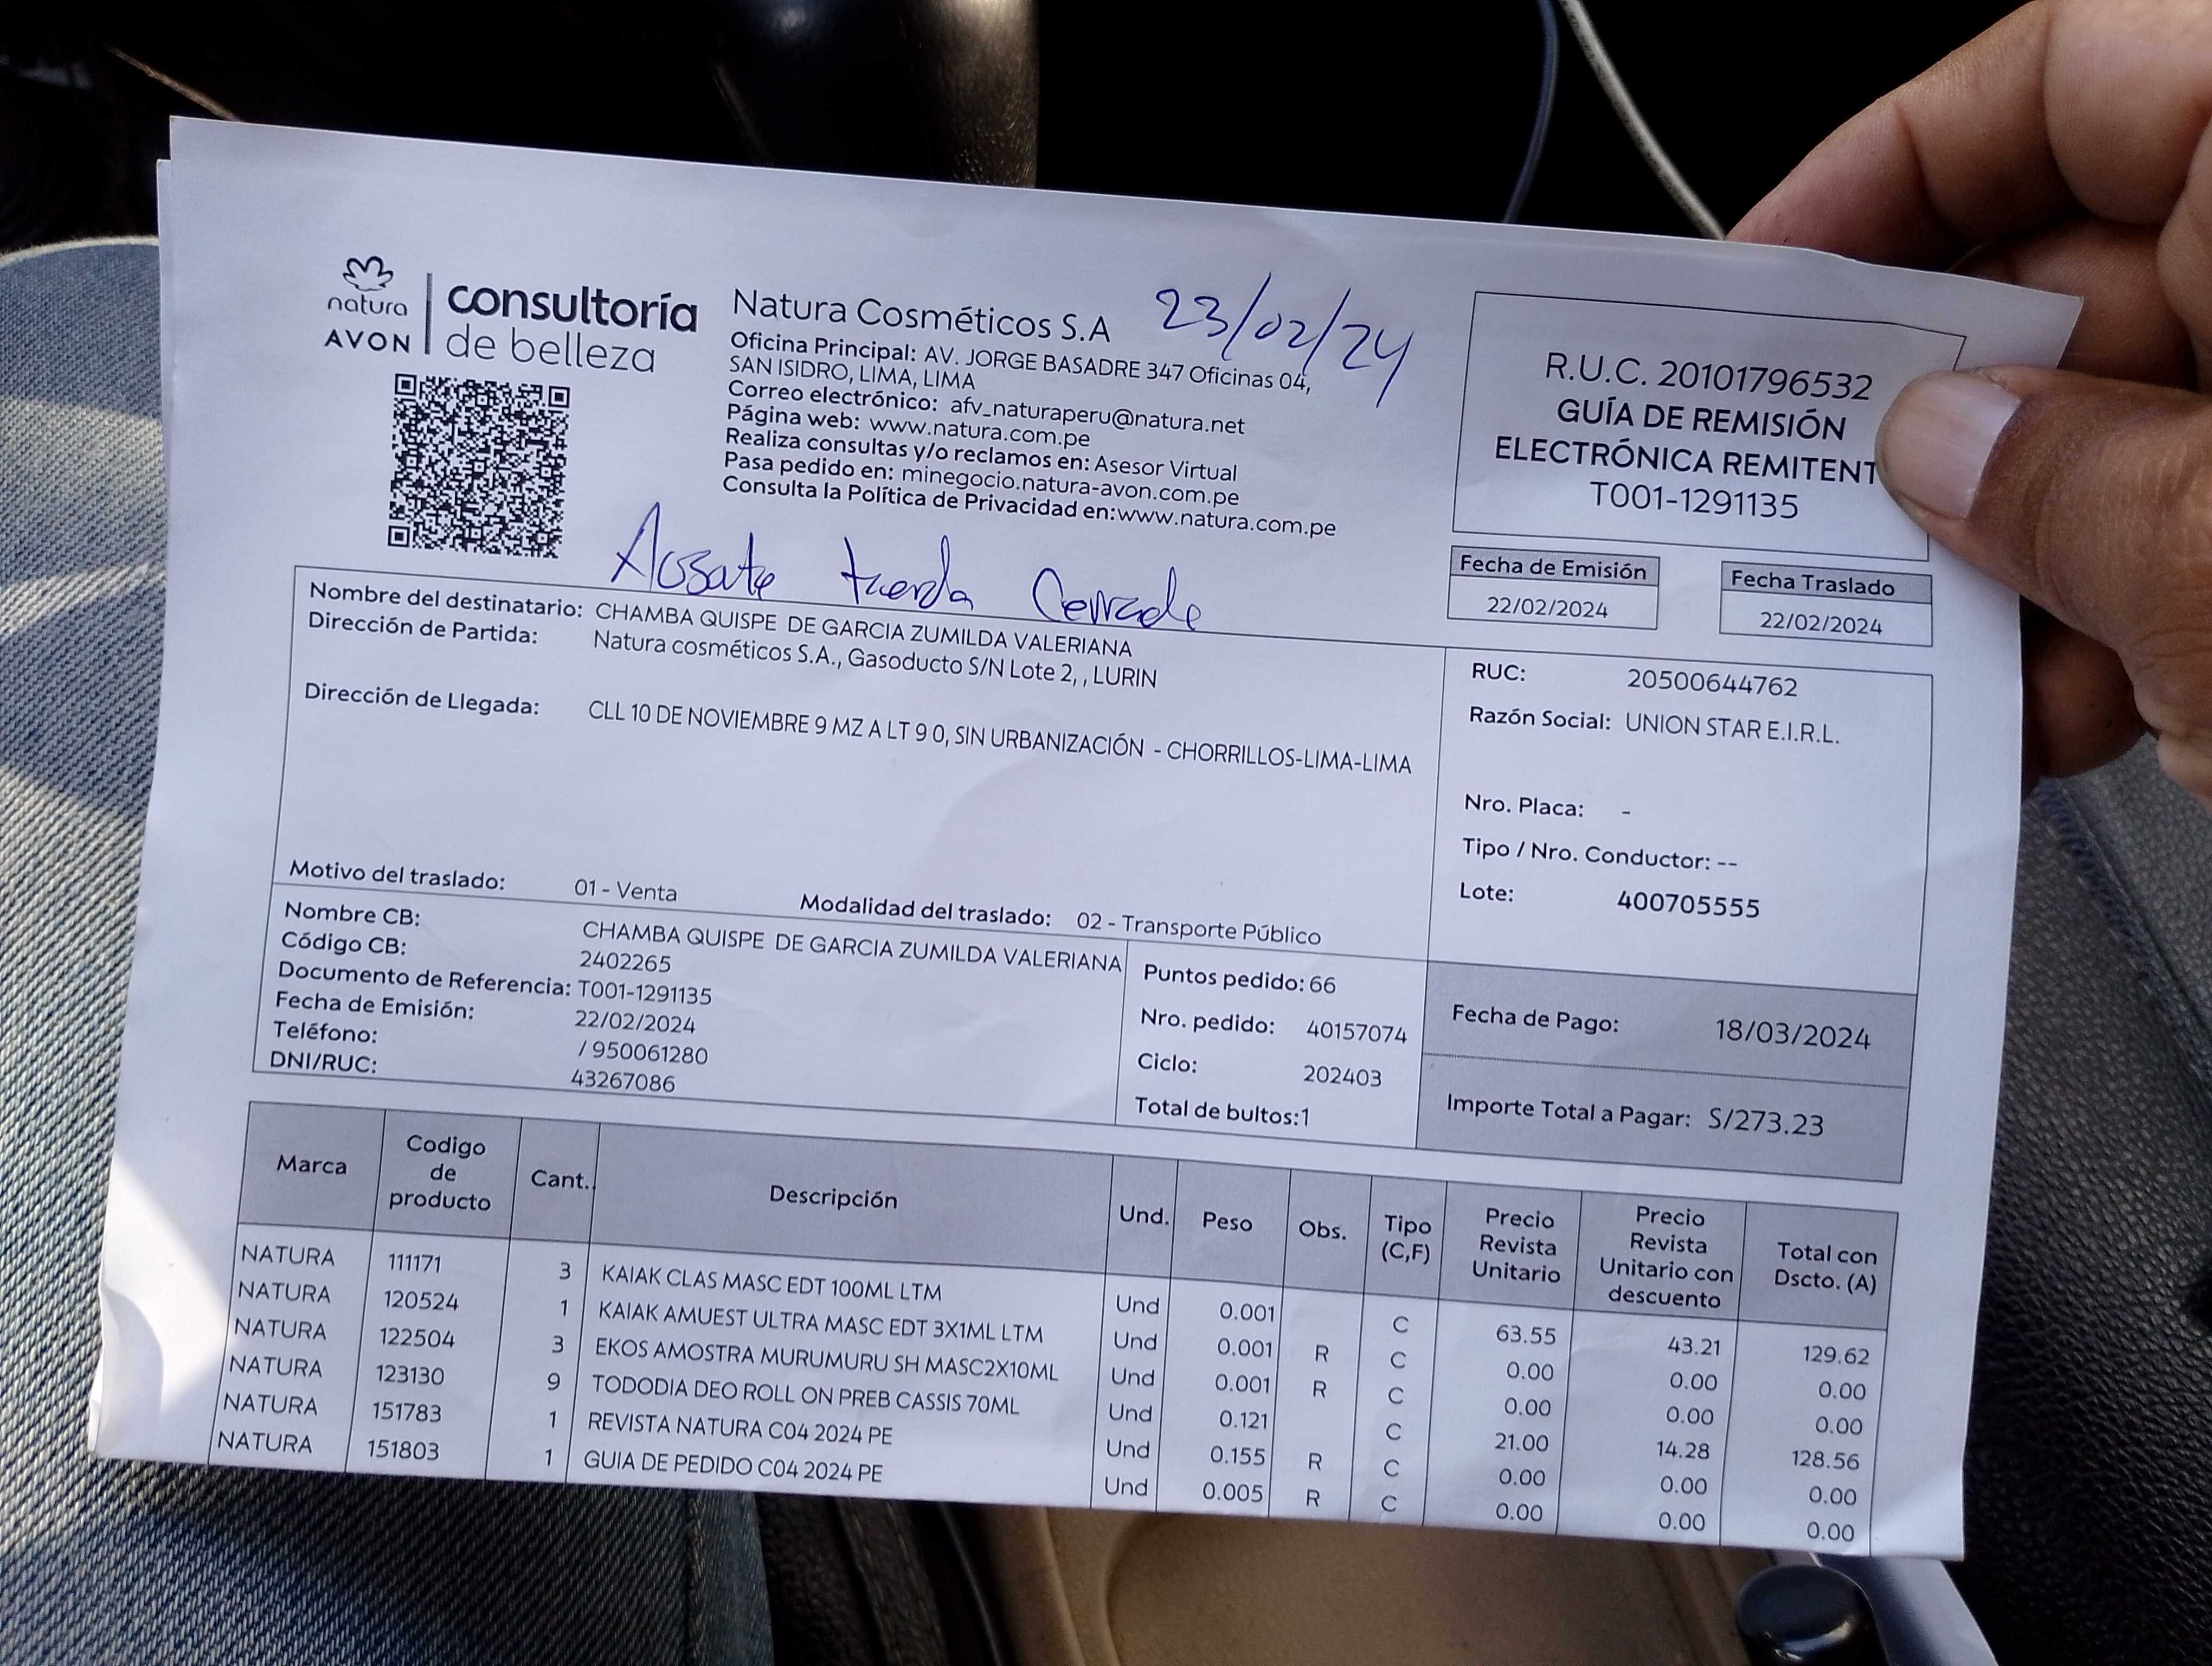 natura
AVON
consultoría
de belleza
Natura Cosméticos S.A
23/02/24
Oficina Principal: AV. JORGE BASADRE 347 Oficinas 04,
SAN ISIDRO, LIMA, LIMA
Correo electrónico: afv_naturaperu@natura.net
Página web: www.natura.com.pe
Realiza consultas y/o reclamos en: Asesor Virtual
Pasa pedido en: minegocio.natura-avon.com.pe
Consulta la Política de Privacidad en:www.natura.com.pe
R.U.C. 20101796532
GUÍA DE REMISIÓN
ELECTRÓNICA REMITENT
T001-1291135
Fecha de Emisión
22/02/2024
Fecha Traslado
22/02/2024
Nombre del destinatario: CHAMBA QUISPE DE GARCIA ZUMILDA VALERIANA
Dirección de Partida: Natura cosméticos S.A., Gasoducto S/N Lote 2, , LURIN
Dirección de Llegada: CLL 10 DE NOVIEMBRE 9 MZ A LT 9 0, SIN URBANIZACIÓN - CHORRILLOS-LIMA-LIMA
Motivo del traslado: 01 - Venta Modalidad del traslado: 02 - Transporte Público
RUC: 20500644762
Razón Social: UNION STAR E.I.R.L.
Nro. Placa: -
Tipo / Nro. Conductor: --
Lote: 400705555
Nombre CB: CHAMBA QUISPE DE GARCIA ZUMILDA VALERIANA
Código CB: 2402265
Documento de Referencia: T001-1291135
Fecha de Emisión: 22/02/2024
Teléfono: / 950061280
DNI/RUC: 43267086
Puntos pedido: 66
Nro. pedido: 40157074
Ciclo: 202403
Total de bultos:1
Fecha de Pago: 18/03/2024
Importe Total a Pagar: S/273.23
Marca Codigo de producto Cant. Descripción Und. Peso Obs. Tipo (C,F) Precio Revista Unitario Precio Revista Unitario con descuento Total con Dscto. (A)
NATURA 111171 3 KAIAK CLAS MASC EDT 100ML LTM Und 0.001 C 63.55 43.21 129.62
NATURA 120524 1 KAIAK AMUEST ULTRA MASC EDT 3X1ML LTM Und 0.001 R C 0.00 0.00 0.00
NATURA 122504 3 EKOS AMOSTRA MURUMURU SH MASC2X10ML Und 0.001 R C 0.00 0.00 0.00
NATURA 123130 9 TODODIA DEO ROLL ON PREB CASSIS 70ML Und 0.121 C 21.00 14.28 128.56
NATURA 151783 1 REVISTA NATURA C04 2024 PE Und 0.155 R C 0.00 0.00 0.00
NATURA 151803 1 GUIA DE PEDIDO C04 2024 PE Und 0.005 R C 0.00 0.00 0.00